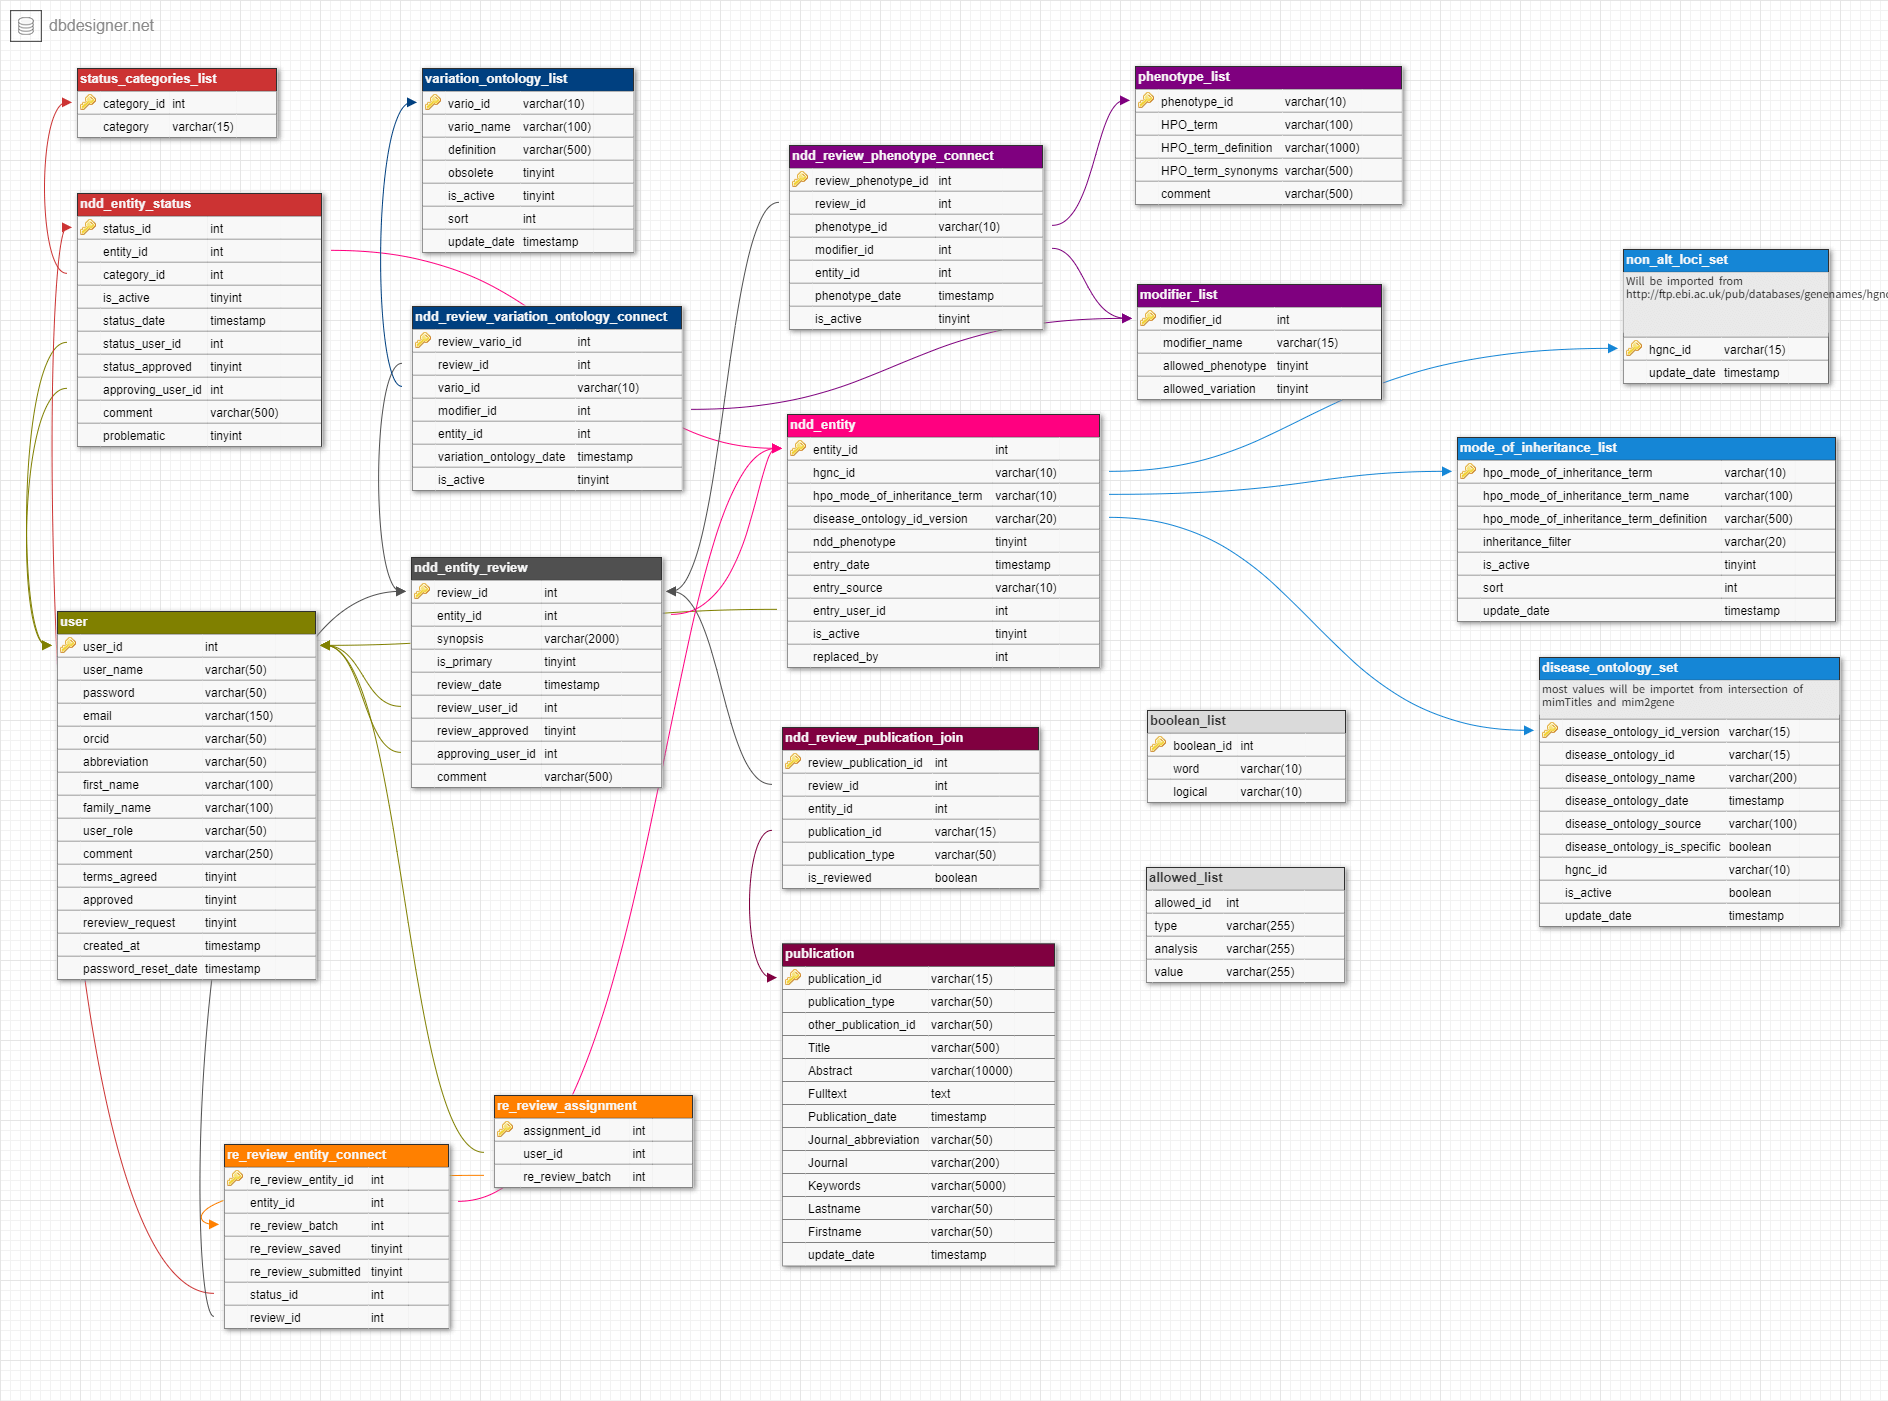 dbdesigner.net
status_categories_list
category_id int
category varchar(15)
ndd_entity_status
status_id int
entity_id int
category_id int
is_active tinyint
status_date timestamp
status_user_id int
status_approved tinyint
approving_user_id int
comment varchar(500)
problematic tinyint
user
user_id int
user_name varchar(50)
password varchar(50)
email varchar(150)
orcid varchar(50)
abbreviation varchar(50)
first_name varchar(100)
family_name varchar(100)
user_role varchar(50)
comment varchar(250)
terms_agreed tinyint
approved tinyint
rereview_request tinyint
created_at timestamp
password_reset_date timestamp
variation_ontology_list
vario_id varchar(10)
vario_name varchar(100)
definition varchar(500)
obsolete tinyint
is_active tinyint
sort int
update_date timestamp
ndd_review_variation_ontology_connect
review_vario_id int
review_id int
vario_id varchar(10)
modifier_id int
entity_id int
variation_ontology_date timestamp
is_active tinyint
ndd_entity_review
review_id int
entity_id int
synopsis varchar(2000)
is_primary tinyint
review_date timestamp
review_user_id int
review_approved tinyint
approving_user_id int
comment varchar(500)
re_review_assignment
assignment_id int
user_id int
re_review_batch int
re_review_entity_connect
re_review_entity_id int
entity_id int
re_review_batch int
re_review_saved tinyint
re_review_submitted tinyint
status_id int
review_id int
ndd_review_phenotype_connect
review_phenotype_id int
review_id int
phenotype_id varchar(10)
modifier_id int
entity_id int
phenotype_date timestamp
is_active tinyint
ndd_entity
entity_id int
hgnc_id varchar(10)
hpo_mode_of_inheritance_term varchar(10)
disease_ontology_id_version varchar(20)
ndd_phenotype tinyint
entry_date timestamp
entry_source varchar(10)
entry_user_id int
is_active tinyint
replaced_by int
ndd_review_publication_join
review_publication_id int
review_id int
entity_id int
publication_id varchar(15)
publication_type varchar(50)
is_reviewed boolean
publication
publication_id varchar(15)
publication_type varchar(50)
other_publication_id varchar(50)
Title varchar(500)
Abstract varchar(10000)
Fulltext text
Publication_date timestamp
Journal_abbreviation varchar(50)
Journal varchar(200)
Keywords varchar(5000)
Lastname varchar(50)
Firstname varchar(50)
update_date timestamp
phenotype_list
phenotype_id varchar(10)
HPO_term varchar(100)
HPO_term_definition varchar(1000)
HPO_term_synonyms varchar(500)
comment varchar(500)
modifier_list
modifier_id int
modifier_name varchar(15)
allowed_phenotype tinyint
allowed_variation tinyint
boolean_list
boolean_id int
word varchar(10)
logical varchar(10)
allowed_list
allowed_id int
type varchar(255)
analysis varchar(255)
value varchar(255)
non_alt_loci_set
Will be imported from
http://ftp.ebi.ac.uk/pub/databases/genenames/hgnc
hgnc_id varchar(15)
update_date timestamp
mode_of_inheritance_list
hpo_mode_of_inheritance_term varchar(10)
hpo_mode_of_inheritance_term_name varchar(100)
hpo_mode_of_inheritance_term_definition varchar(500)
inheritance_filter varchar(20)
is_active tinyint
sort int
update_date timestamp
disease_ontology_set
most values will be importet from intersection of
mimTitles and mim2gene
disease_ontology_id_version varchar(15)
disease_ontology_id varchar(15)
disease_ontology_name varchar(200)
disease_ontology_date timestamp
disease_ontology_source varchar(100)
disease_ontology_is_specific boolean
hgnc_id varchar(10)
is_active boolean
update_date timestamp